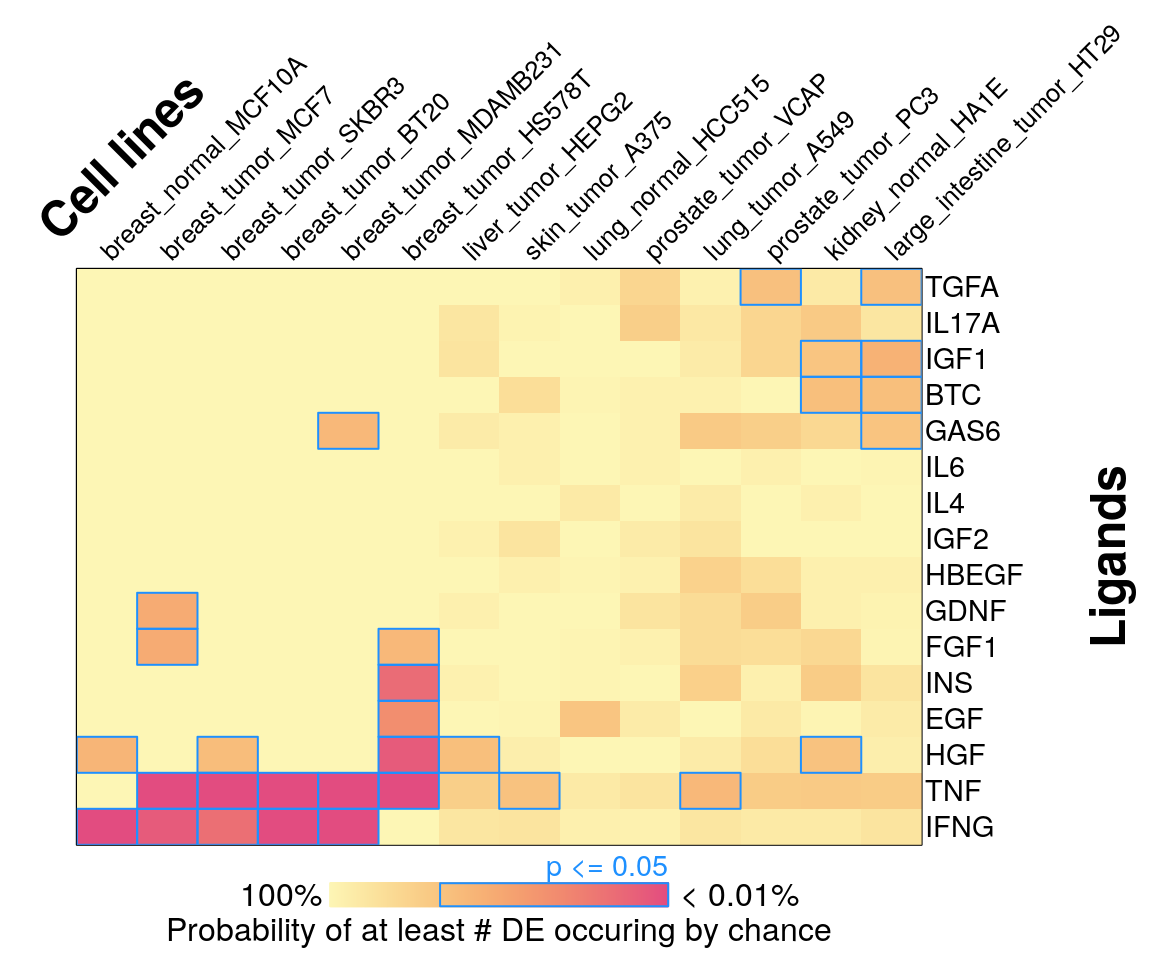 Cell lines
breast_normal_MCF10A
breast_tumor_MCF7
breast_tumor_SKBR3
breast_tumor_BT20
breast_tumor_MDAMB231
breast_tumor_HS578T
liver_tumor_HEPG2
skin_tumor_A375
lung_normal_HCC515
prostate_tumor_VCAP
lung_tumor_A549
prostate_tumor_PC3
kidney_normal_HA1E
large_intestine_tumor_HT29
TGFA
IL17A
IGF1
BTC
GAS6
IL6
IL4
IGF2
HBEGF
GDNF
FGF1
INS
EGF
HGF
TNF
IFNG
Ligands
p <= 0.05
100% < 0.01%
Probability of at least # DE occuring by chance